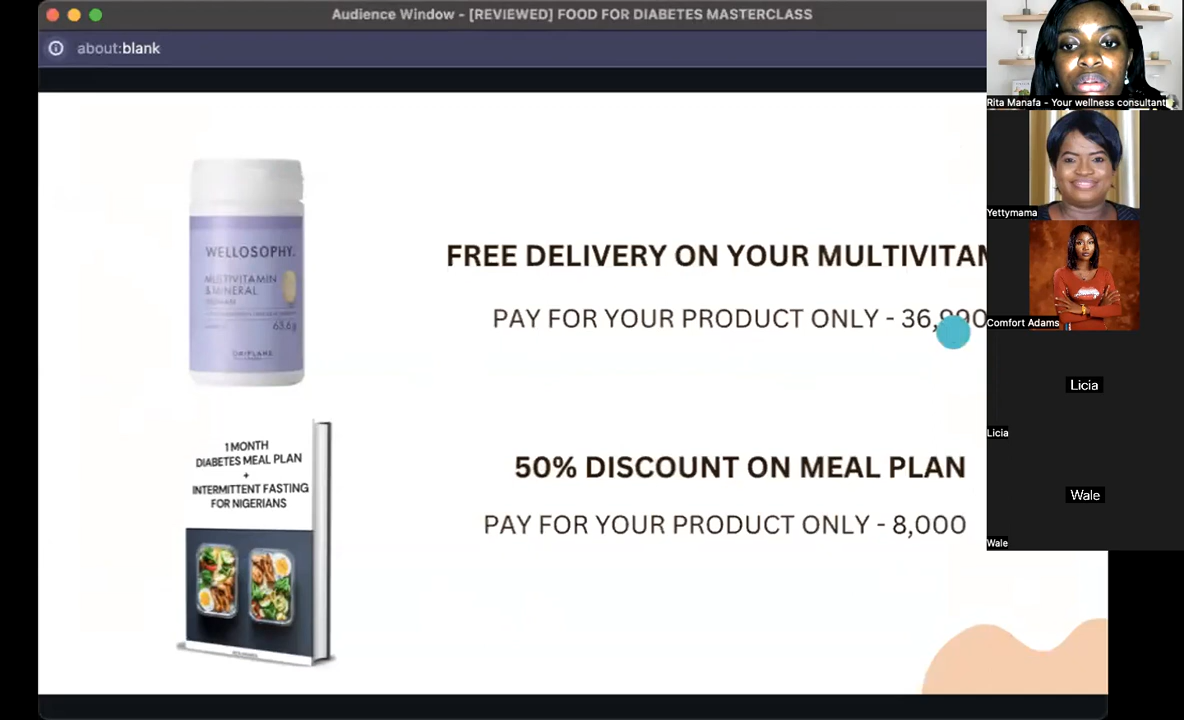 Audience Window - [REVIEWED] FOOD FOR DIABETES MASTERCLASS
about:blank
WELLOSOPHY.
MULTIVITAMIN
& MINERAL
63,6g
ORIFLAME
FREE DELIVERY ON YOUR MULTIVITAM
PAY FOR YOUR PRODUCT ONLY - 36,990
1 MONTH
DIABETES MEAL PLAN
+
INTERMITTENT FASTING
FOR NIGERIANS
50% DISCOUNT ON MEAL PLAN
PAY FOR YOUR PRODUCT ONLY - 8,000
Rita Manafa - Your wellness consultant
Yettymama
Comfort Adams
Licia
Licia
Wale
Wale